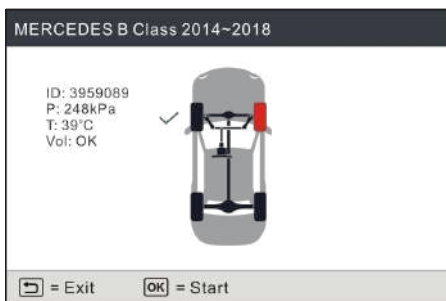 MERCEDES B Class 2014~2018
ID: 3959089
P: 248kPa
T: 39°C
Vol: OK
= Exit OK = Start